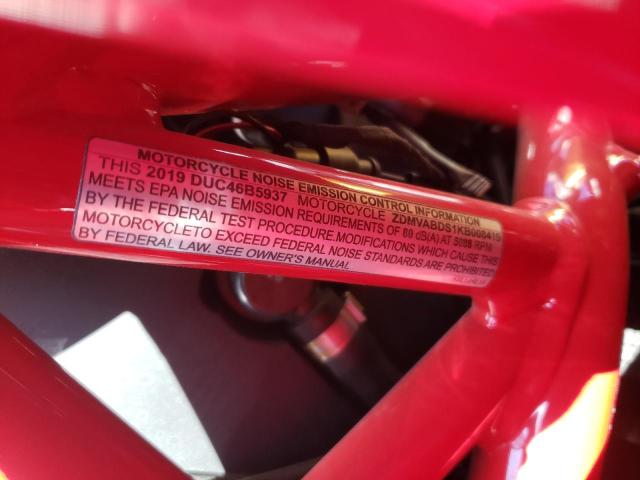 MOTORCYCLE NOISE EMISSION CONTROL INFORMATION
THIS 2019 DUC46B5937 MOTORCYCLE ZDMVABDS1KB008415
MEETS EPA NOISE EMISSION REQUIREMENTS OF 80 dB(A) AT 5088 RPM
BY THE FEDERAL TEST PROCEDURE.MODIFICATIONS WHICH CAUSE THIS
MOTORCYCLETO EXCEED FEDERAL NOISE STANDARDS ARE PROHIBITED
BY FEDERAL LAW. SEE OWNER'S MANUAL